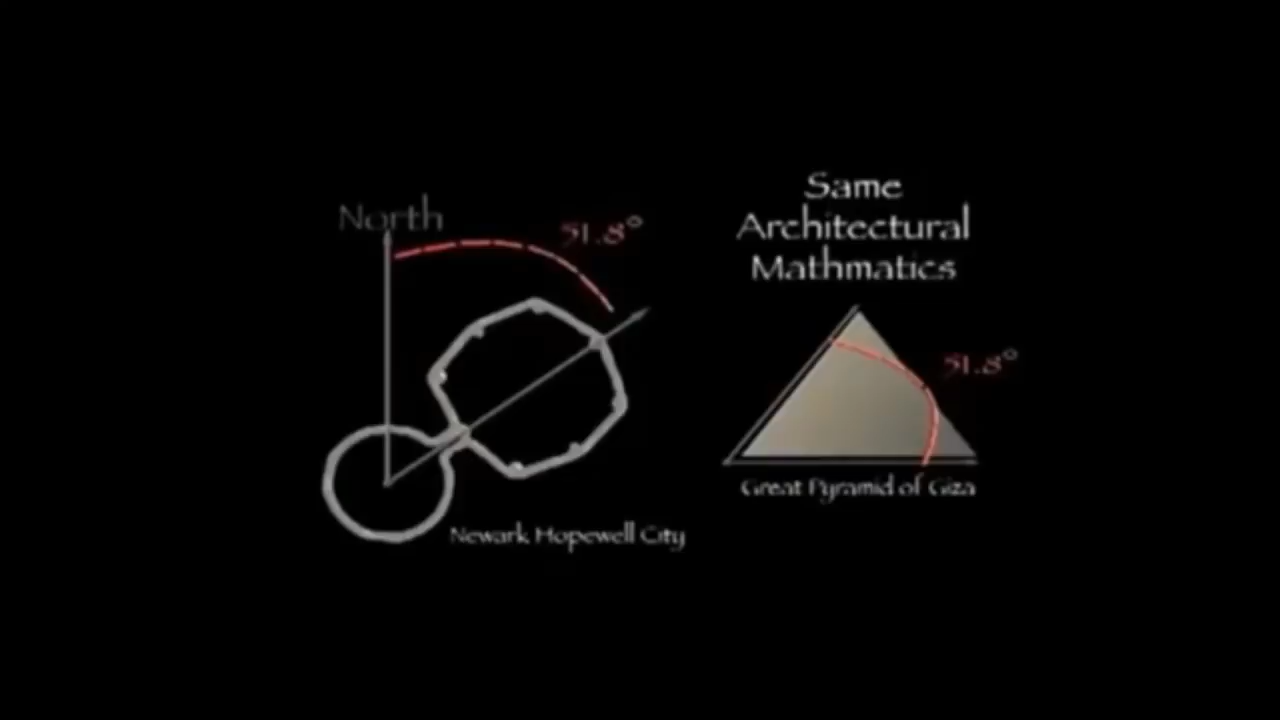 North
51.8°
Newark Hopewell City
Same
Architectural
Mathmatics
51.8°
Great Pyramid of Giza